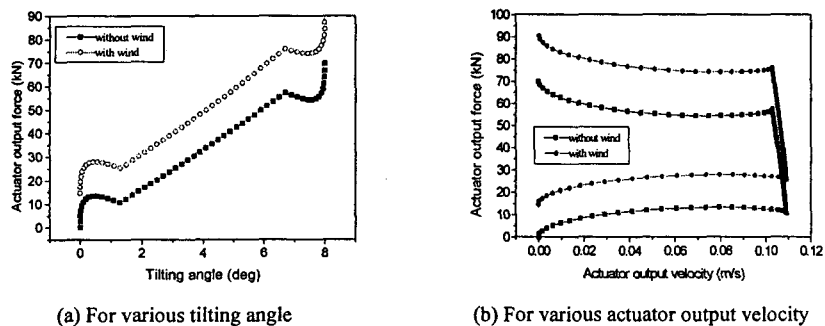 90
80
70
60
50
40
30
20
10
0
Actuator output force (kN)
without wind
with wind
0 2 4 6 8
Tilting angle (deg)
(a) For various tilting angle
100
90
80
70
60
50
40
30
20
10
0
Actuator output force (kN)
without wind
with wind
0.00 0.02 0.04 0.06 0.08 0.10 0.12
Actuator output velocity (m/s)
(b) For various actuator output velocity